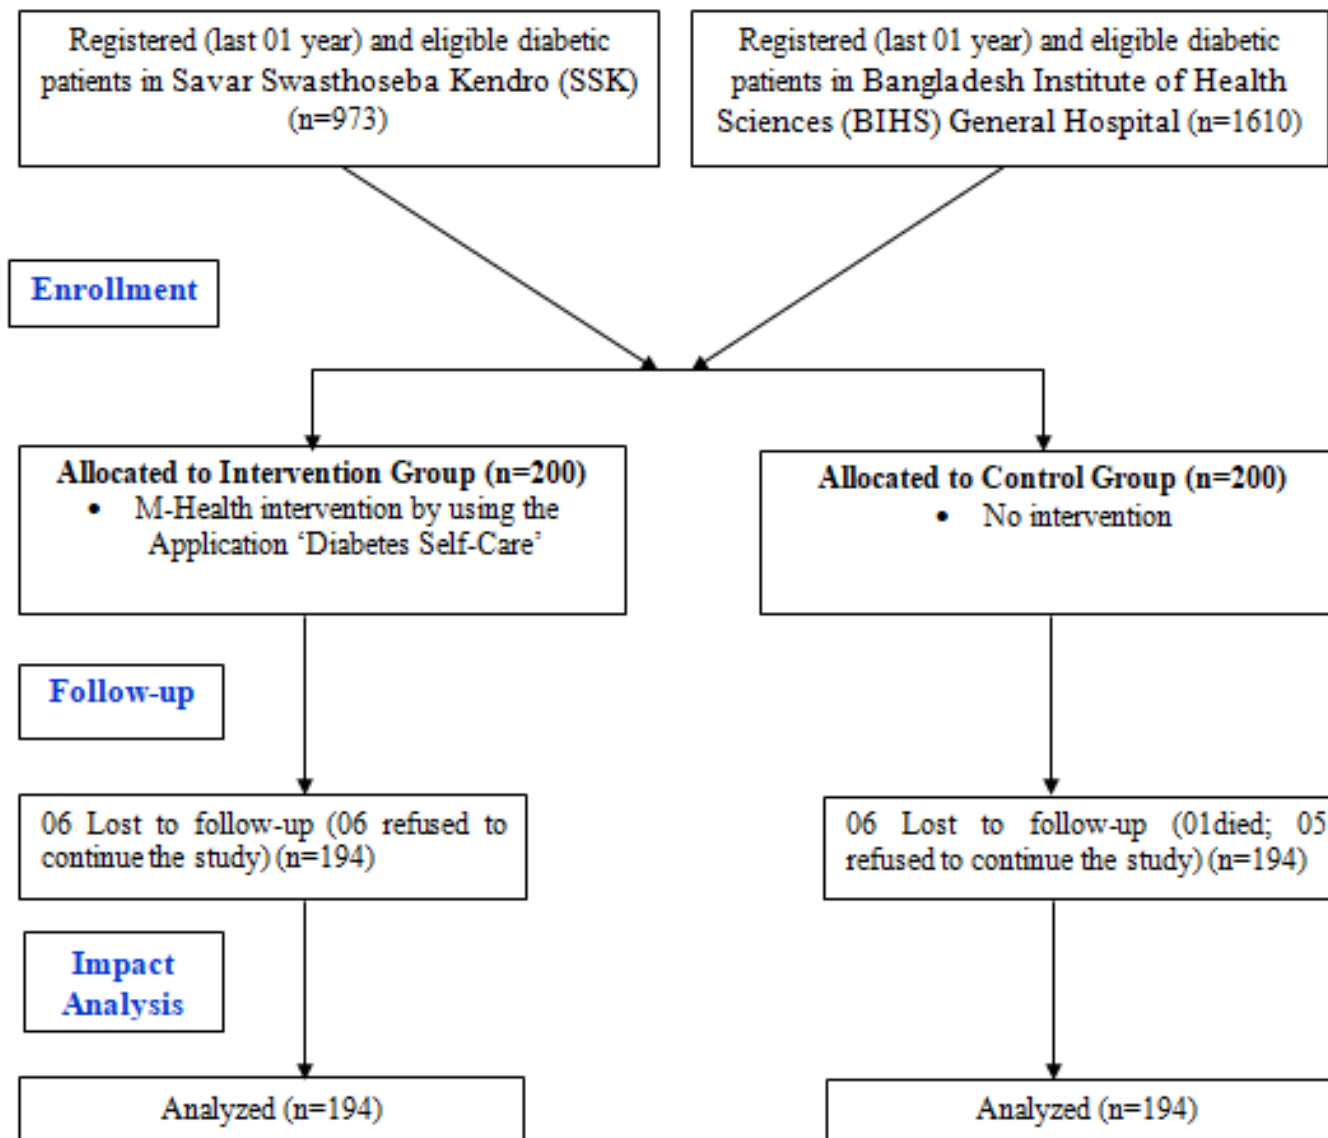 Registered (last 01 year) and eligible diabetic
patients in Savar Swasthoseba Kendro (SSK)
(n=973)
Registered (last 01 year) and eligible diabetic
patients in Bangladesh Institute of Health
Sciences (BIHS) General Hospital (n=1610)
Enrollment
Allocated to Intervention Group (n=200)
• M-Health intervention by using the
Application ‘Diabetes Self-Care’
Allocated to Control Group (n=200)
• No intervention
Follow-up
06 Lost to follow-up (06 refused to
continue the study) (n=194)
06 Lost to follow-up (01died; 05
refused to continue the study) (n=194)
Impact
Analysis
Analyzed (n=194)
Analyzed (n=194)